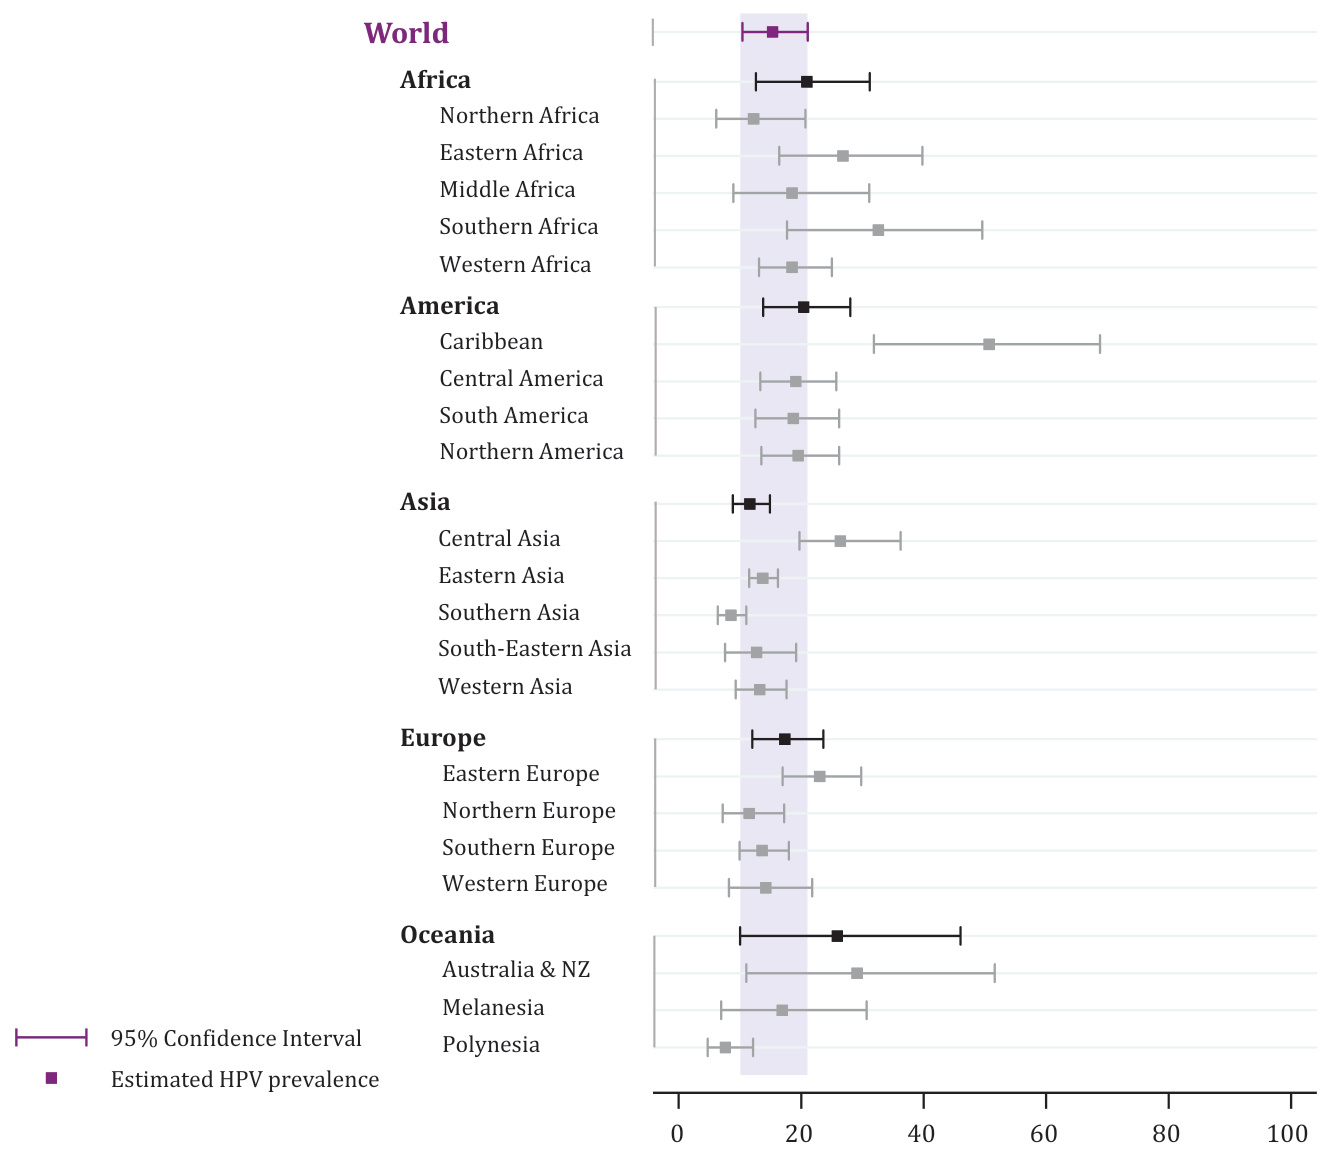 World
Africa
Northern Africa
Eastern Africa
Middle Africa
Southern Africa
Western Africa
America
Caribbean
Central America
South America
Northern America
Asia
Central Asia
Eastern Asia
Southern Asia
South-Eastern Asia
Western Asia
Europe
Eastern Europe
Northern Europe
Southern Europe
Western Europe
Oceania
Australia & NZ
Melanesia
Polynesia
95% Confidence Interval
Estimated HPV prevalence
0 20 40 60 80 100